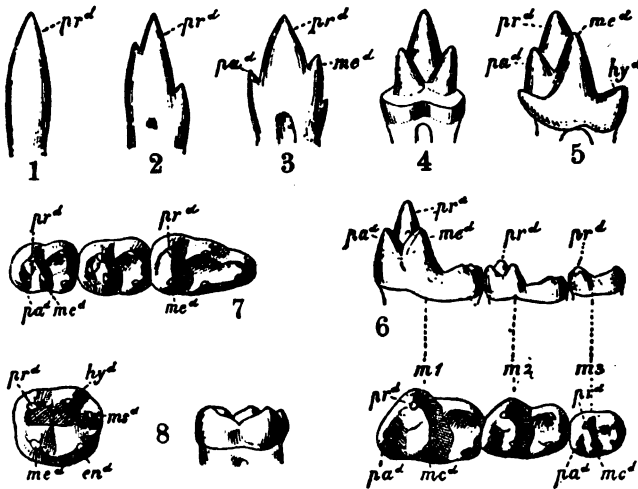 prᵈ prᵈ prᵈ prᵈ meᵈ
paᵈ meᵈ paᵈ hyᵈ
1 2 3 4 5
prᵈ prᵈ prᵈ
paᵈ meᵈ prᵈ prᵈ
paᵈ meᵈ meᵈ 7 6
m1 m2 m3
prᵈ hyᵈ prᵈ prᵈ
msᵈ 8
meᵈ enᵈ paᵈ mcᵈ paᵈ mcᵈ